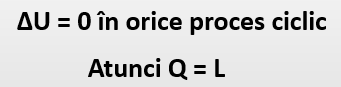 ΔU = 0 în orice proces ciclic
Atunci Q = L